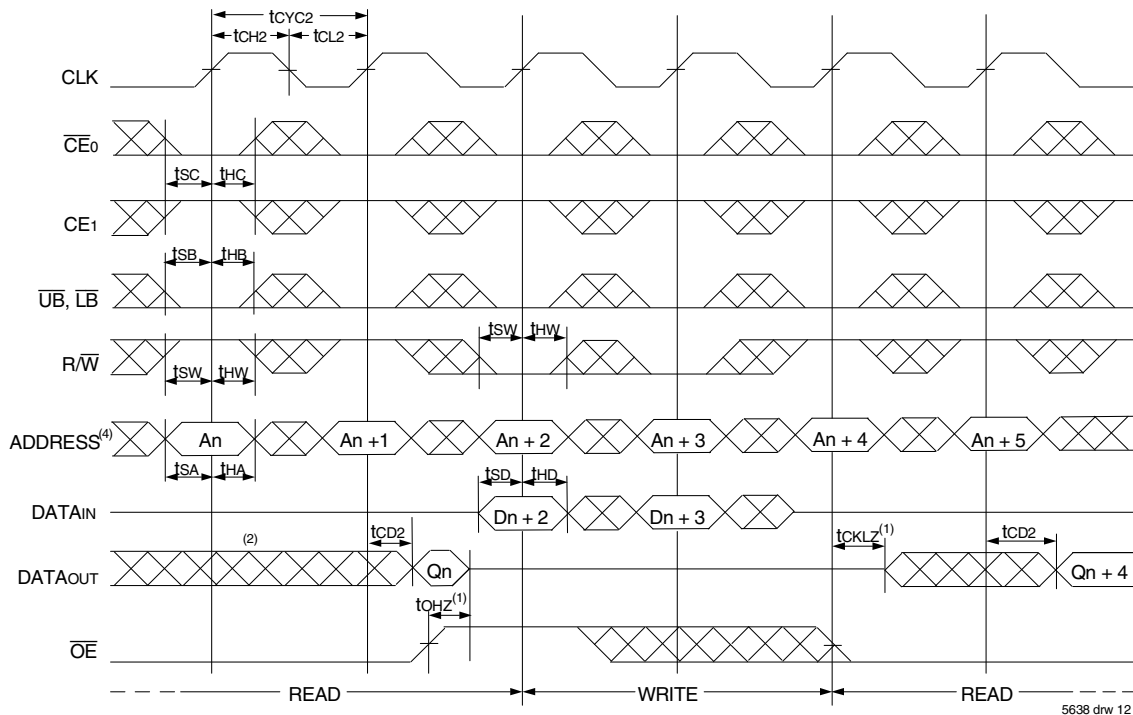 tCYC2
tCH2 tCL2
CLK
CE0
tSC tHC
CE1
tSB tHB
UB, LB
tSW tHW
R/W
tSW tHW
ADDRESS(4) An An +1 An + 2 An + 3 An + 4 An + 5
tSA tHA
tSD tHD
DATAIN Dn + 2 Dn + 3
tCD2 tCKLZ(1) tCD2
(2)
DATAOUT Qn Qn + 4
tOHZ(1)
OE
READ WRITE READ
5638 drw 12